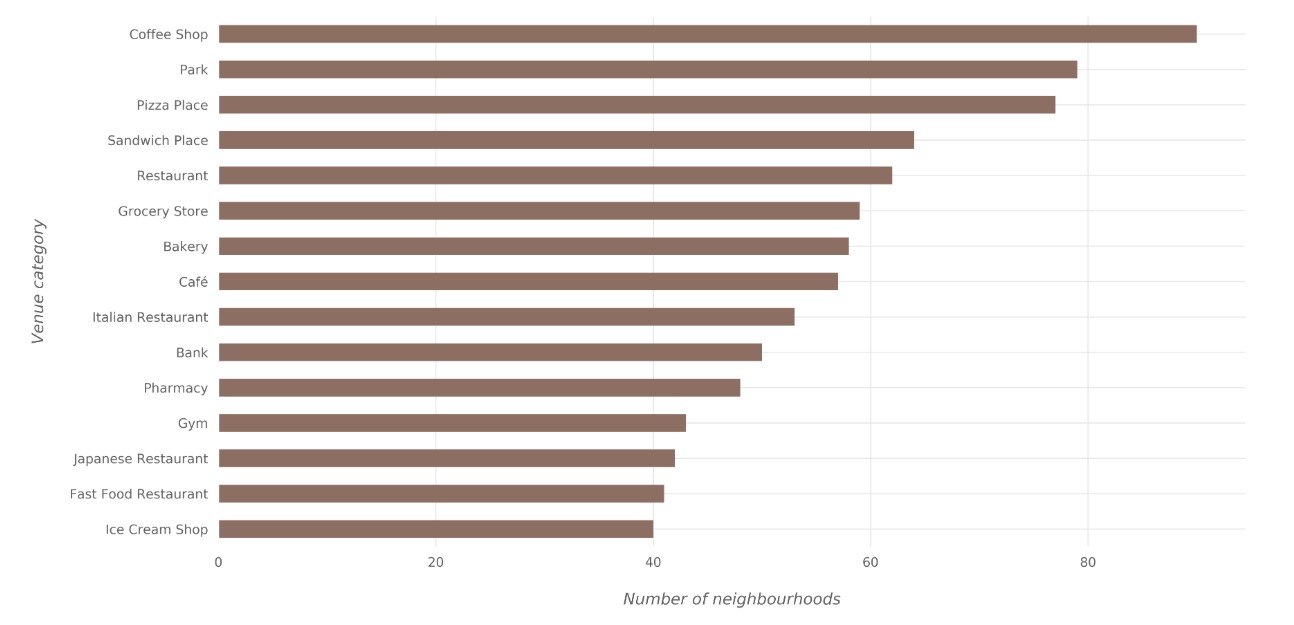 Coffee Shop
Park
Pizza Place
Sandwich Place
Restaurant
Grocery Store
Bakery
Café
Italian Restaurant
Bank
Pharmacy
Gym
Japanese Restaurant
Fast Food Restaurant
Ice Cream Shop
Venue category
0 20 40 60 80
Number of neighbourhoods